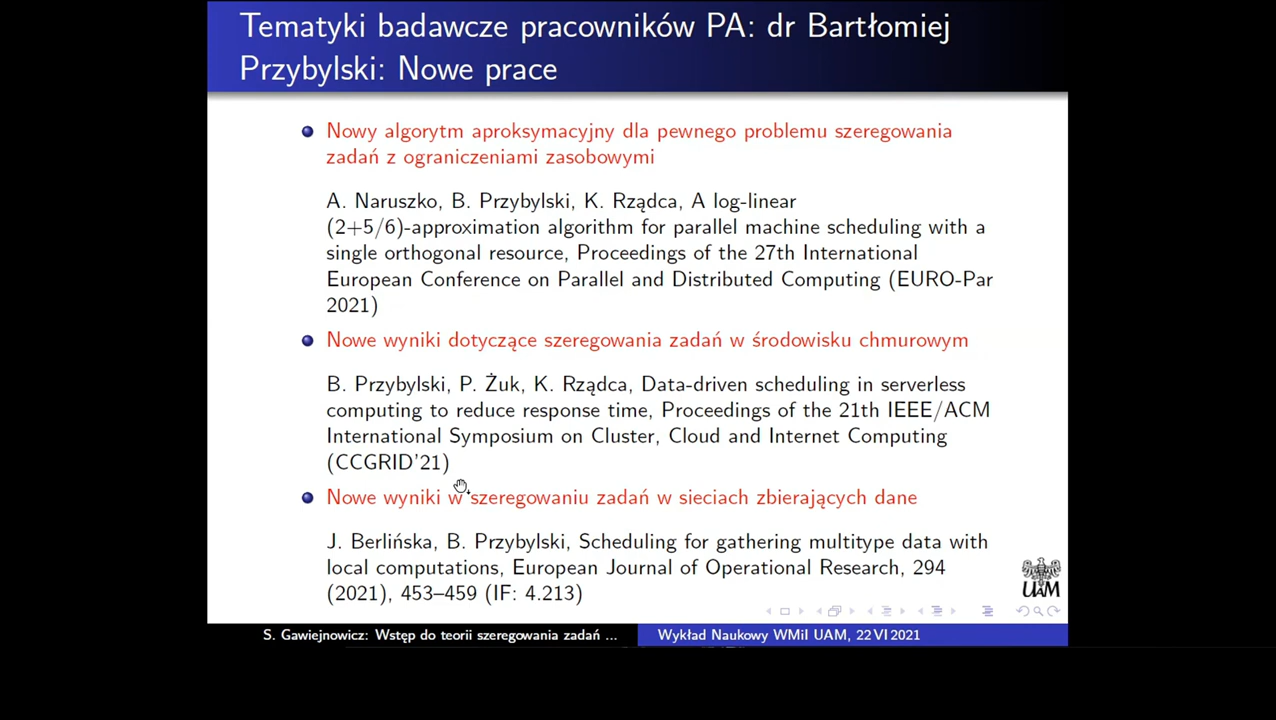 Tematyki badawcze pracowników PA: dr Bartłomiej
Przybylski: Nowe prace
Nowy algorytm aproksymacyjny dla pewnego problemu szeregowania
zadań z ograniczeniami zasobowymi
A. Naruszko, B. Przybylski, K. Rządca, A log-linear
(2+5/6)-approximation algorithm for parallel machine scheduling with a
single orthogonal resource, Proceedings of the 27th International
European Conference on Parallel and Distributed Computing (EURO-Par
2021)
Nowe wyniki dotyczące szeregowania zadań w środowisku chmurowym
B. Przybylski, P. Żuk, K. Rządca, Data-driven scheduling in serverless
computing to reduce response time, Proceedings of the 21th IEEE/ACM
International Symposium on Cluster, Cloud and Internet Computing
(CCGRID'21)
Nowe wyniki w szeregowaniu zadań w sieciach zbierających dane
J. Berlińska, B. Przybylski, Scheduling for gathering multitype data with
local computations, European Journal of Operational Research, 294
(2021), 453–459 (IF: 4.213)
UAM
S. Gawiejnowicz: Wstęp do teorii szeregowania zadań ...
Wykład Naukowy WMiI UAM, 22 VI 2021